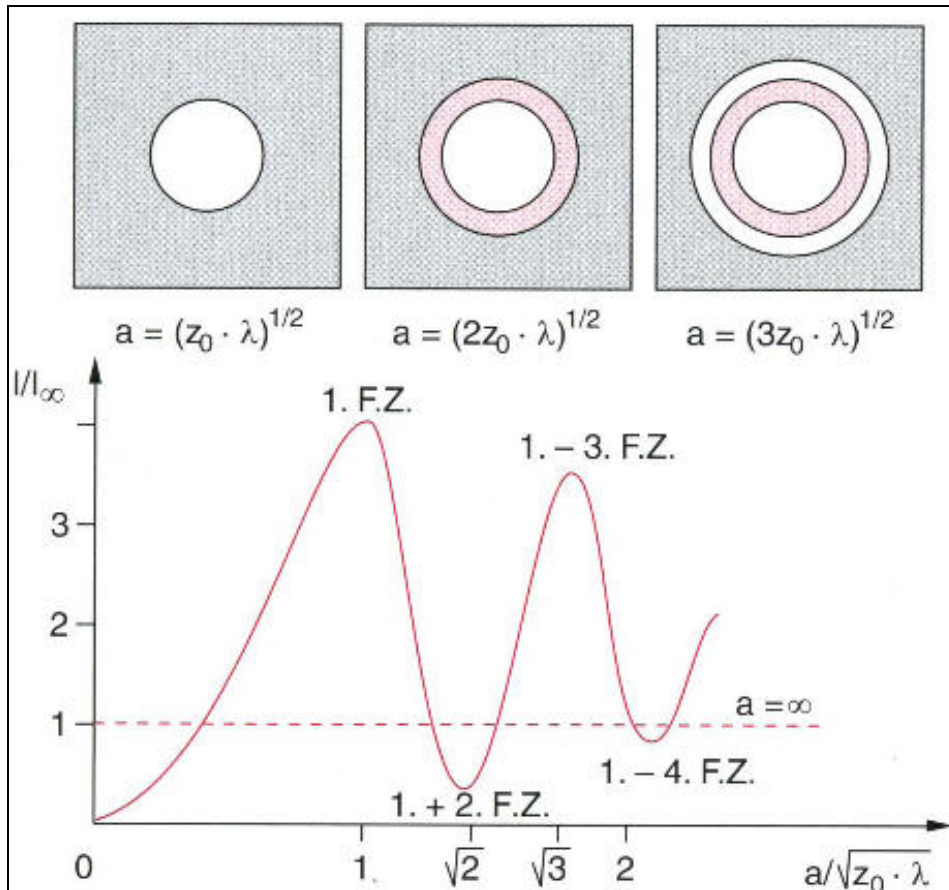 a = (z₀ · λ)^1/2
a = (2z₀ · λ)^1/2
a = (3z₀ · λ)^1/2
I/I∞
1. F.Z.
1. – 3. F.Z.
3
2
1
a = ∞
1. – 4. F.Z.
1. + 2. F.Z.
0
1.
√2
√3
2
a/√z₀ · λ